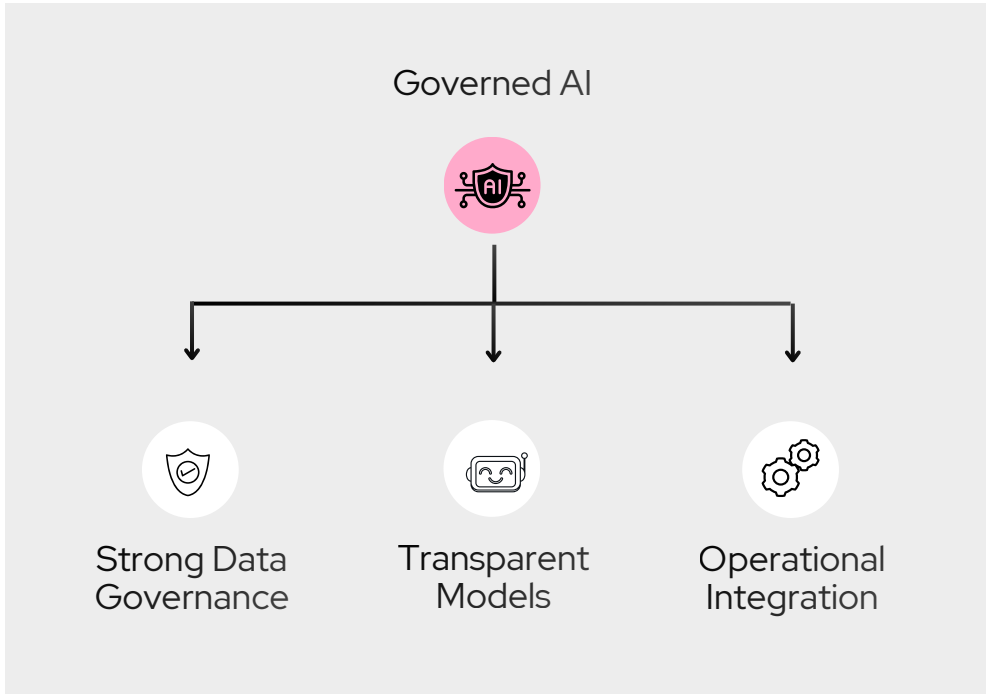 Governed AI
AI
Strong Data
Governance
Transparent
Models
Operational
Integration